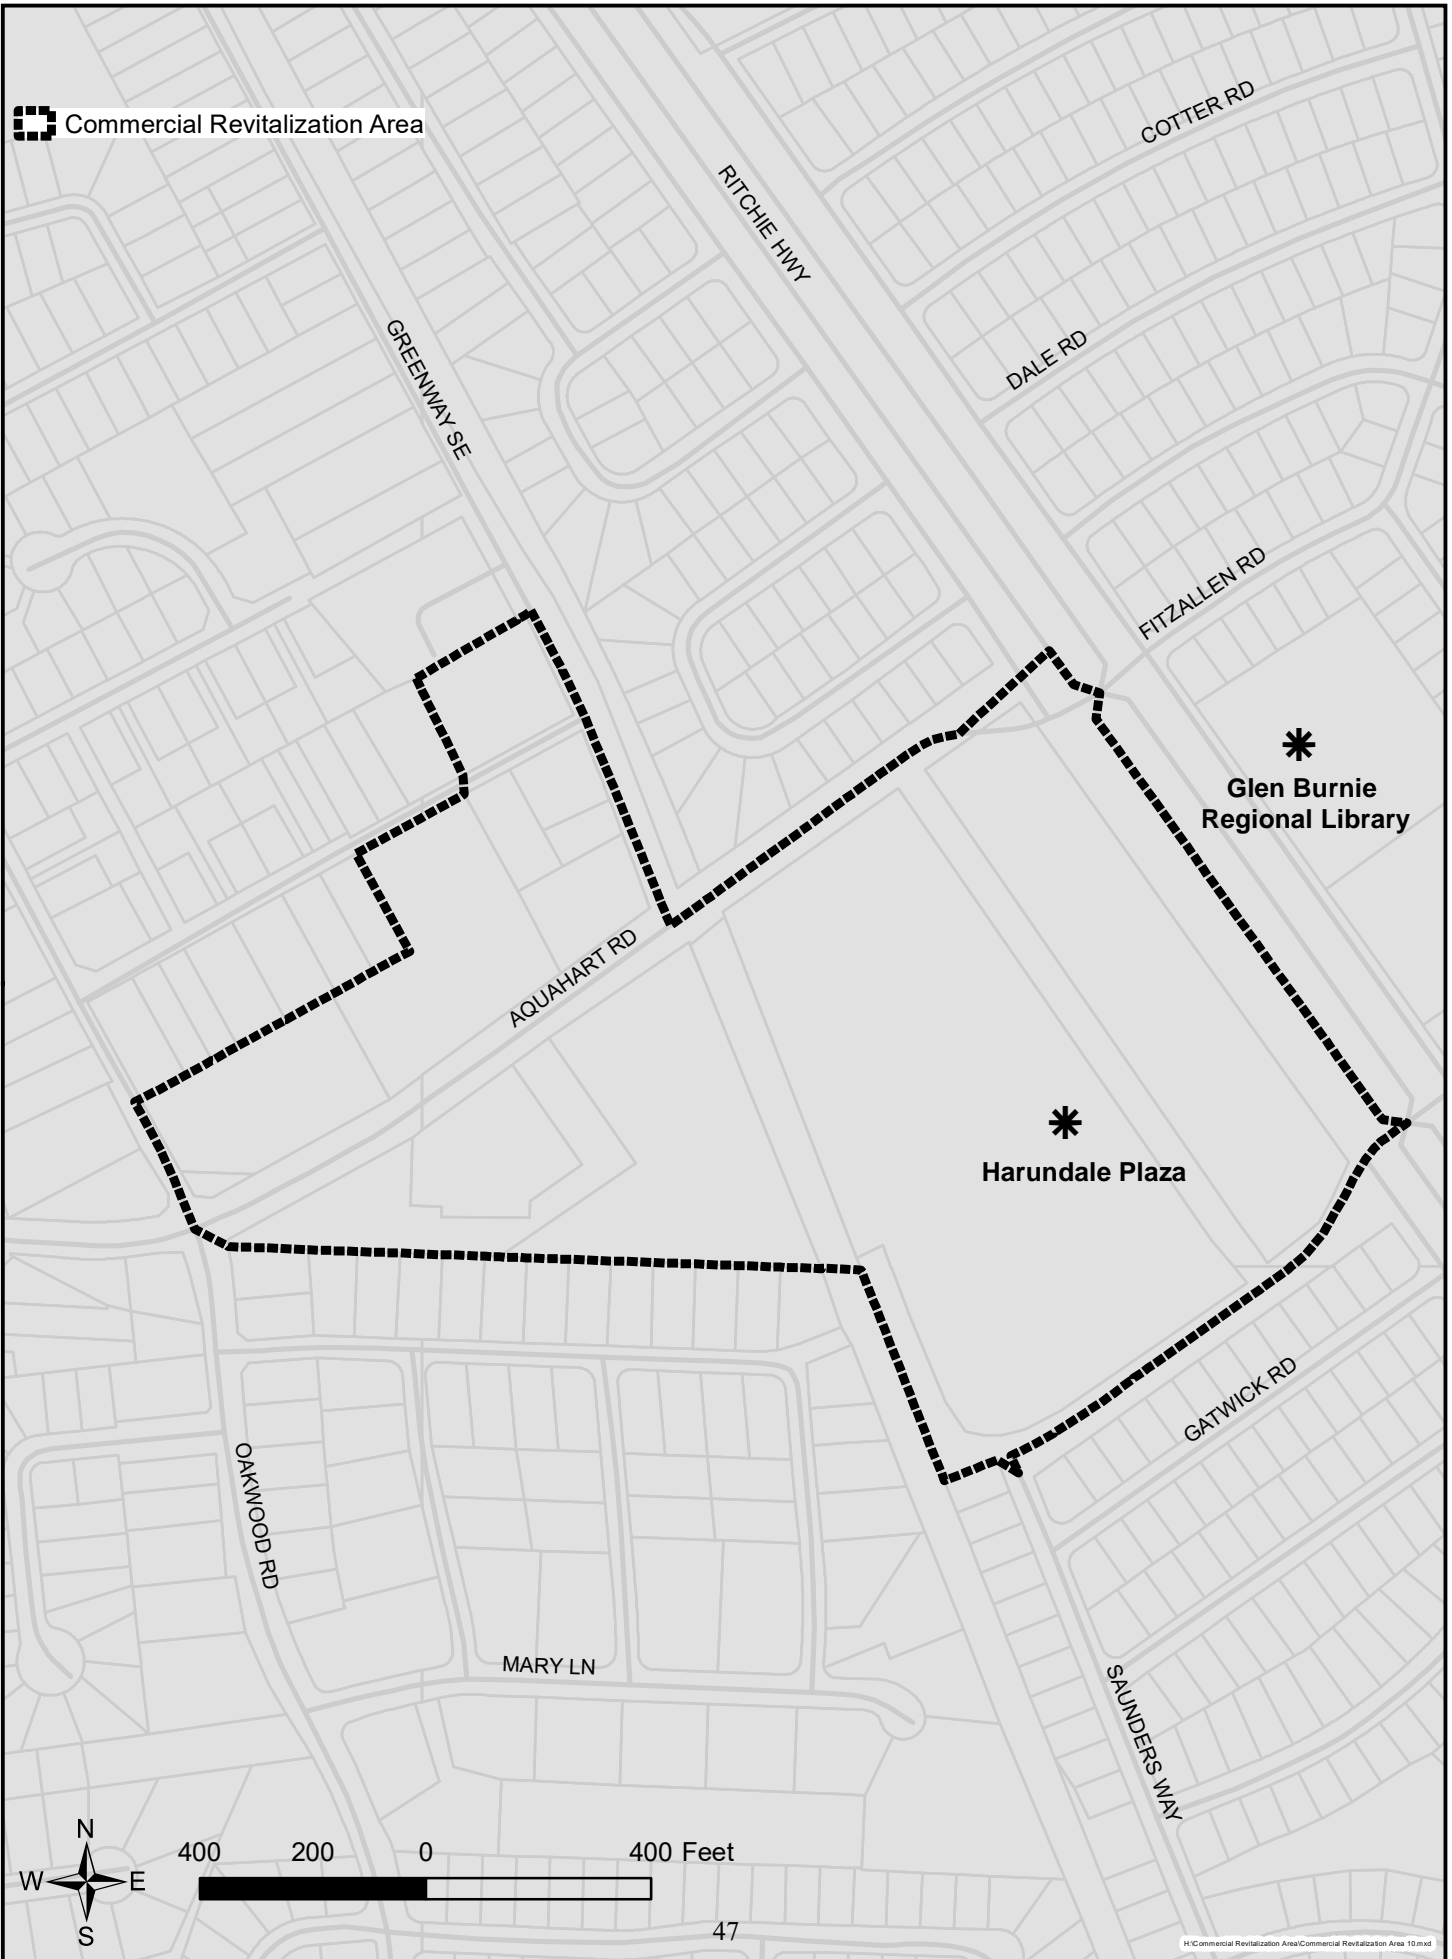 Commercial Revitalization Area
COTTER RD
RITCHIE HWY
DALE RD
GREENWAY SE
FITZALLEN RD
Glen Burnie
Regional Library
AQUAHART RD
Harundale Plaza
GATWICK RD
OAKWOOD RD
MARY LN
SAUNDERS WAY
N
W E
S
400 200 0 400 Feet
47
H:\Commercial Revitalization Area\Commercial Revitalization Area 10.mxd